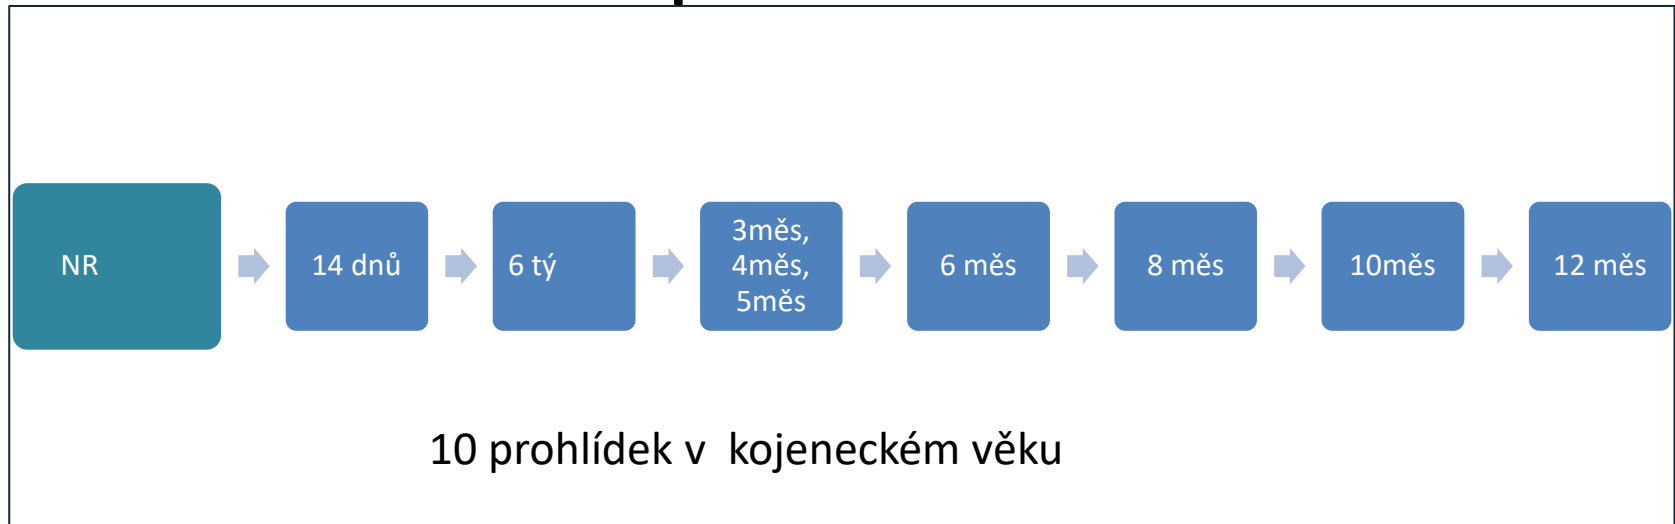 NR
14 dnů
6 tý
3měs,
4měs,
5měs
6 měs
8 měs
10měs
12 měs
10 prohlídek v  kojeneckém věku